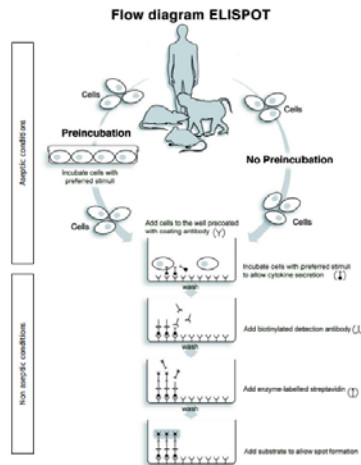 Flow diagram ELISPOT
Aseptic conditions
Cells
Cells
Preincubation
No Preincubation
Incubate cells with
preferred stimuli
Cells
Cells
Add cells to the well precoated
with coating antibody (Y)
Incubate cells with preferred stimuli
to allow cytokine secretion
wash
Non aseptic conditions
Add biotinylated detection antibody
wash
Add enzyme-labelled streptavidin
wash
Add substrate to allow spot formation